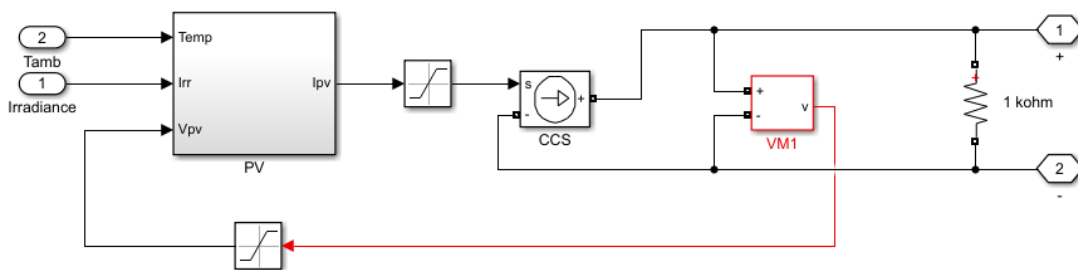 2
Tamb
1
Irradiance
Temp
Irr
Vpv
Ipv
PV
s
-
+
CCS
+
-
v
VM1
+
1 kohm
1
+
2
-